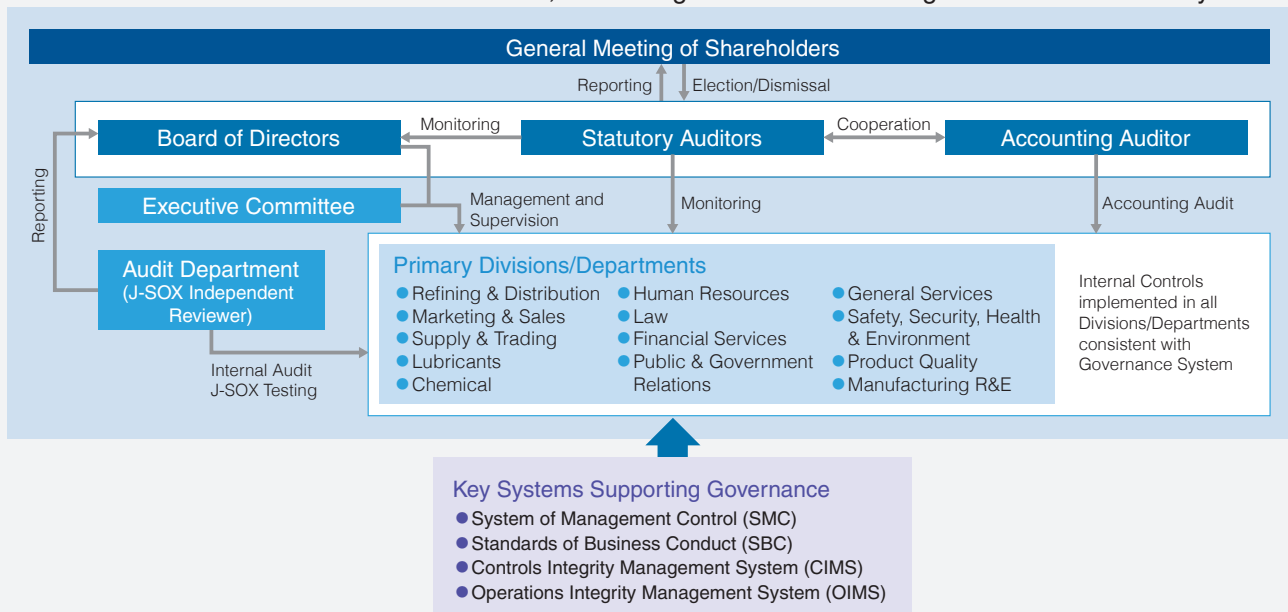 General Meeting of Shareholders
Reporting
Election/Dismissal
Board of Directors
Monitoring
Statutory Auditors
Cooperation
Accounting Auditor
Reporting
Executive Committee
Management and
Supervision
Monitoring
Accounting Audit
Audit Department
(J-SOX Independent
Reviewer)
Internal Audit
J-SOX Testing
Primary Divisions/Departments
● Refining & Distribution
● Marketing & Sales
● Supply & Trading
● Lubricants
● Chemical
● Human Resources
● Law
● Financial Services
● Public & Government
Relations
● General Services
● Safety, Security, Health
& Environment
● Product Quality
● Manufacturing R&E
Internal Controls
implemented in all
Divisions/Departments
consistent with
Governance System
Key Systems Supporting Governance
● System of Management Control (SMC)
● Standards of Business Conduct (SBC)
● Controls Integrity Management System (CIMS)
● Operations Integrity Management System (OIMS)